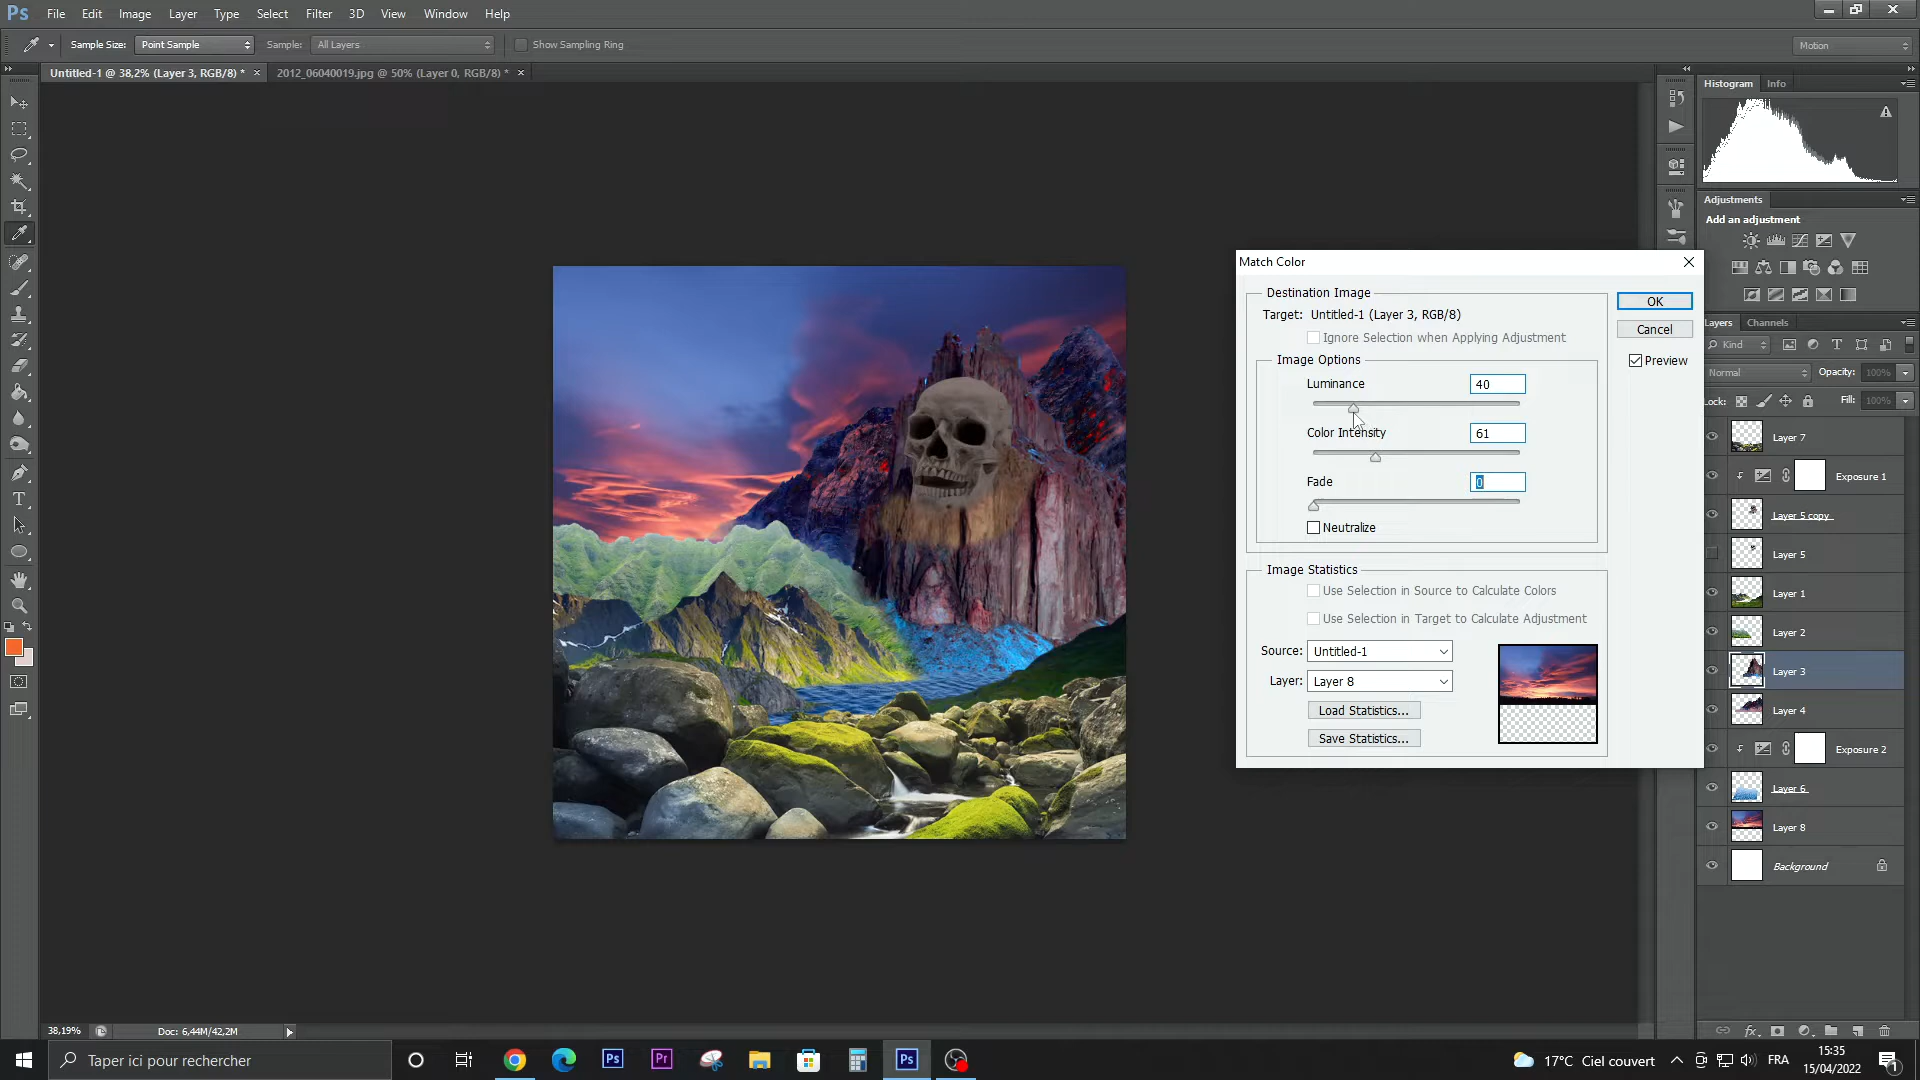 Ps File Edit Image Layer Type Select Filter 3D View Window Help
Sample Size: Point Sample Sample: All Layers Show Sampling Ring Motion
Untitled-1 @ 38,2% (Layer 3, RGB/8) * 2012_06040019.jpg @ 50% (Layer 0, RGB/8) *
Histogram Info
Adjustments
Add an adjustment
Match Color
Destination Image
Target: Untitled-1 (Layer 3, RGB/8)
Ignore Selection when Applying Adjustment
Image Options
Luminance 40
Color Intensity 61
Fade 0
Neutralize
Image Statistics
Use Selection in Source to Calculate Colors
Use Selection in Target to Calculate Adjustment
Source: Untitled-1
Layer: Layer 8
Load Statistics...
Save Statistics...
OK
Cancel
Preview
Layers Channels
Kind
Normal Opacity: 100%
Lock: Fill: 100%
Layer 7
Exposure 1
Layer 5 copy
Layer 5
Layer 1
Layer 2
Layer 3
Layer 4
Exposure 2
Layer 6
Layer 8
Background
38,19% Doc: 6,44M/42,2M
Taper ici pour rechercher
Ps Pr Ps
17°C Ciel couvert FRA
15:35
15/04/2022
1